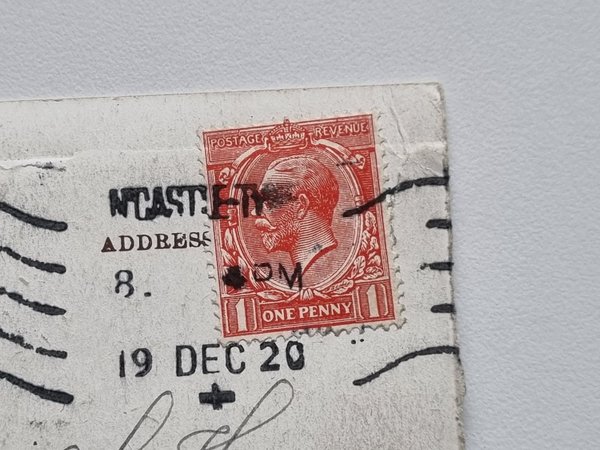 POSTAGE REVENUE
N'CASTLE-TY
ADDRESS
8. PM
1 ONE PENNY 1
19 DEC 20